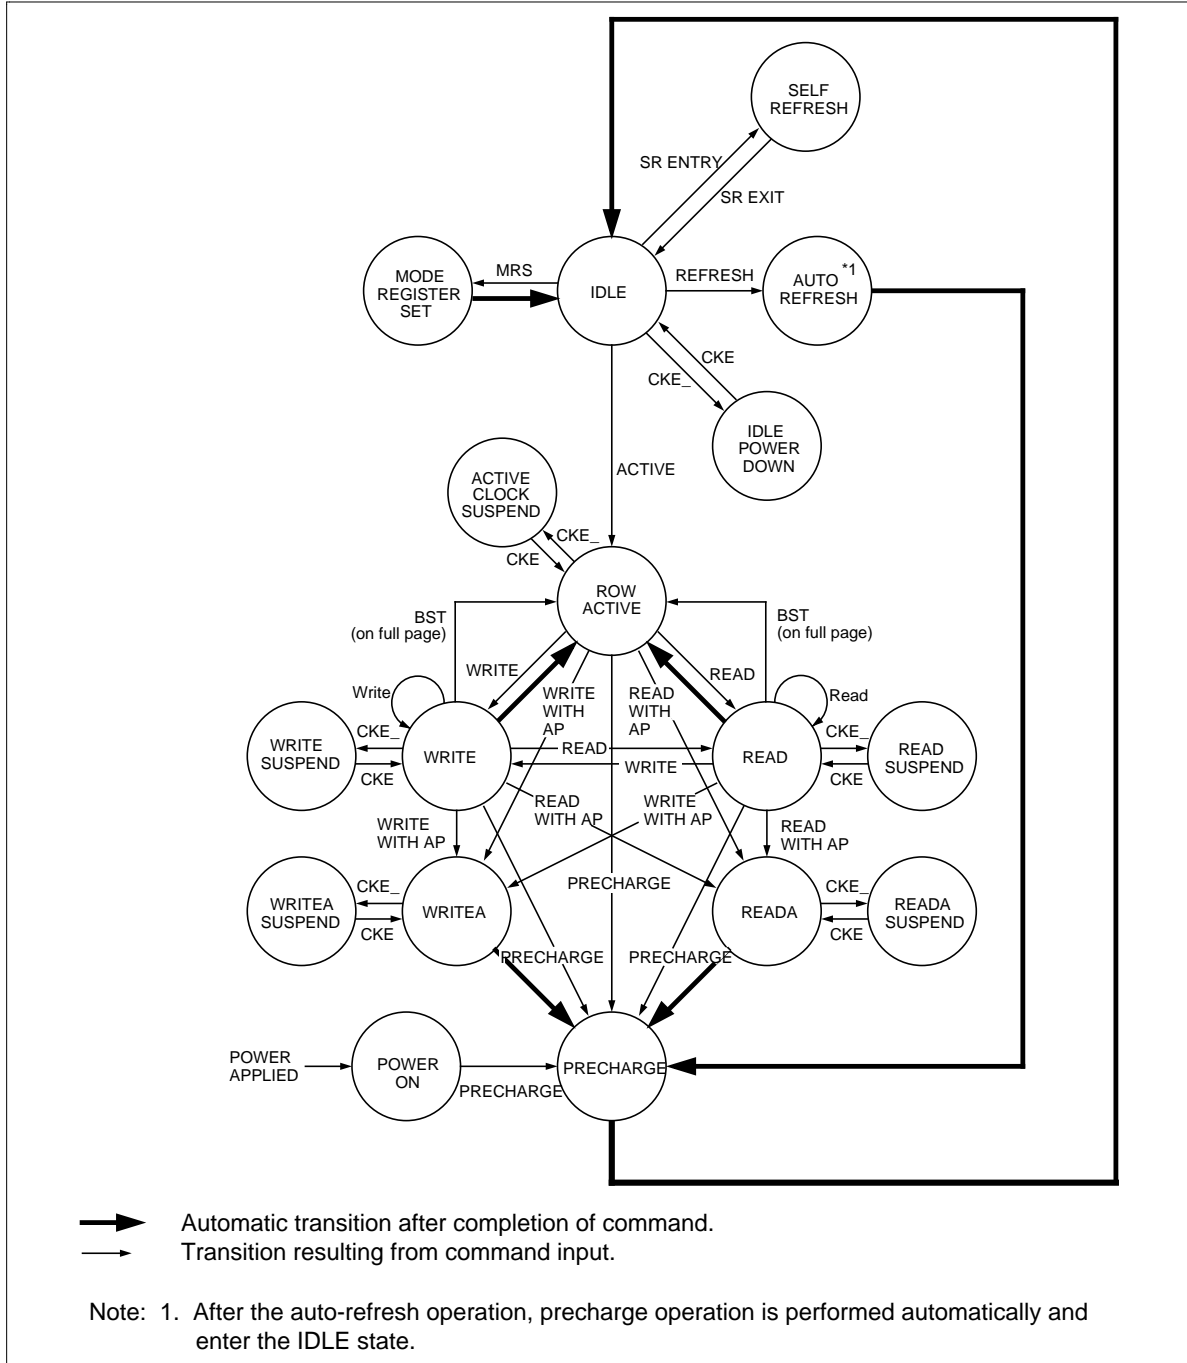 SELF
REFRESH
SR ENTRY
SR EXIT
MODE
REGISTER
SET
MRS
IDLE
REFRESH
AUTO *1
REFRESH
CKE
CKE_
IDLE
POWER
DOWN
ACTIVE
ACTIVE
CLOCK
SUSPEND
CKE_
CKE
ROW
ACTIVE
BST
(on full page)
BST
(on full page)
WRITE
READ
Write
WRITE
WITH
AP
READ
WITH
AP
Read
WRITE
SUSPEND
CKE_
CKE
WRITE
READ
WRITE
READ
CKE_
CKE
READ
SUSPEND
WRITE
WITH AP
READ
WITH AP
WRITE
WITH AP
READ
WITH AP
WRITEA
SUSPEND
CKE_
CKE
WRITEA
PRECHARGE
READA
CKE_
CKE
READA
SUSPEND
PRECHARGE
PRECHARGE
POWER
APPLIED
POWER
ON
PRECHARGE
PRECHARGE
Automatic transition after completion of command.
Transition resulting from command input.
Note: 1. After the auto-refresh operation, precharge operation is performed automatically and
enter the IDLE state.